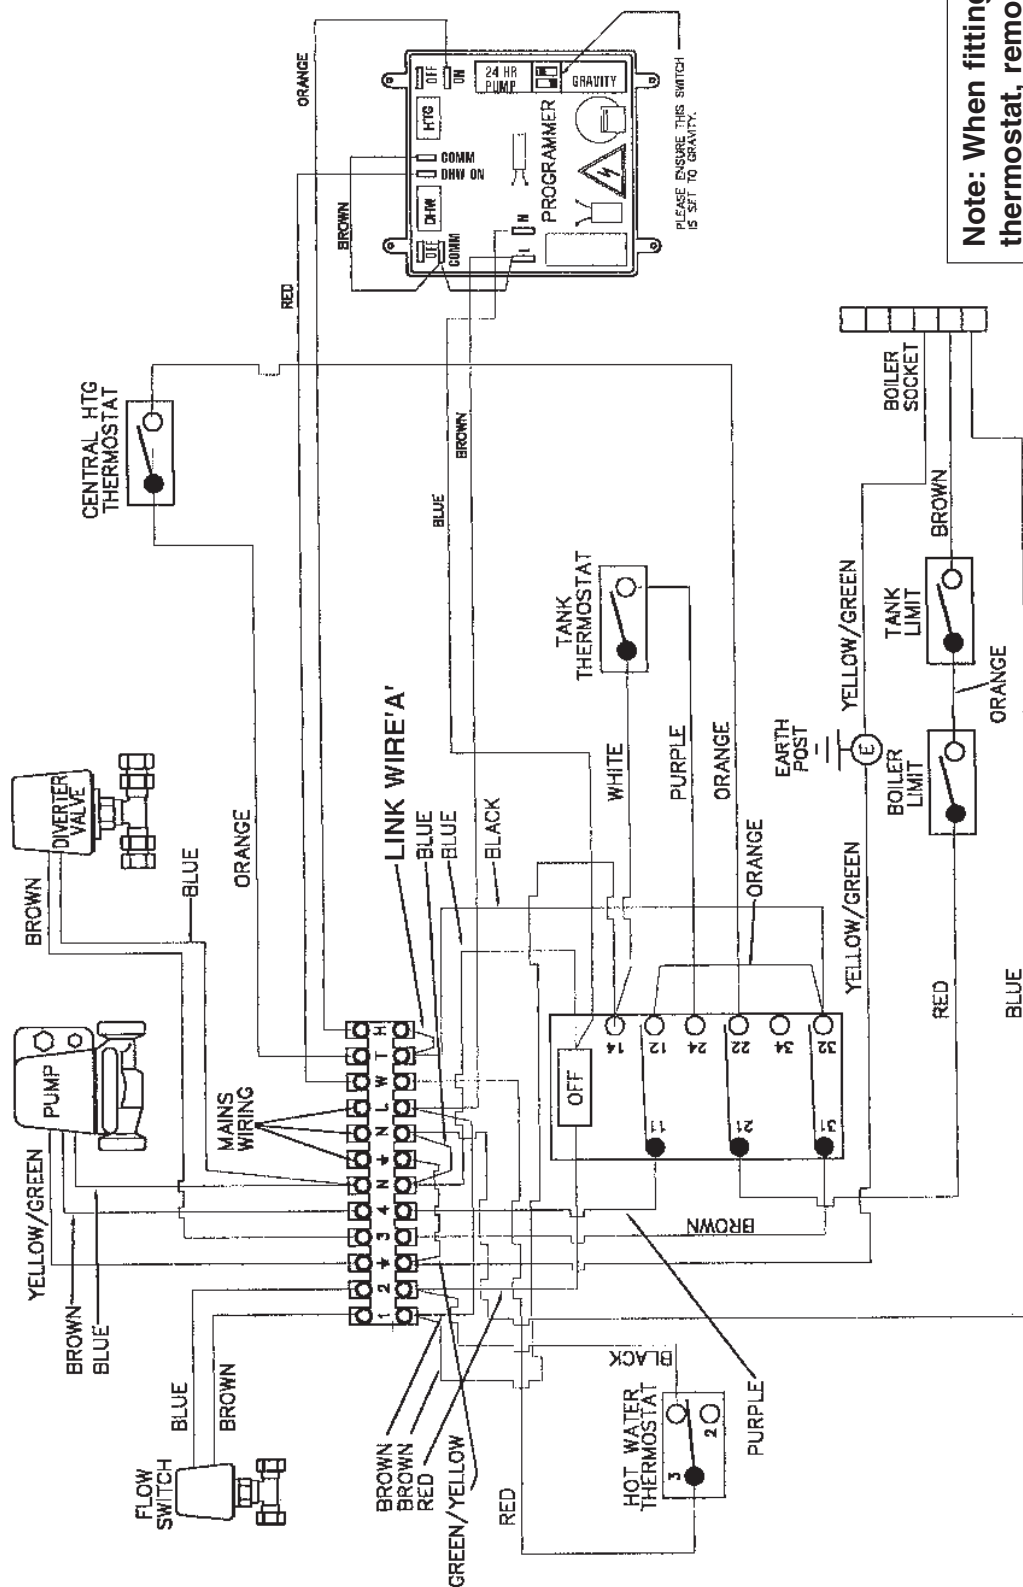 Note: When fitting
thermostat, remo
ORANGE
OFF
ON
HTG
COMM
DHW ON
DHW
OFF
COMM
24 HR
PUMP
GRAVITY
PROGRAMMER
N
L
PLEASE ENSURE THIS SWITCH
IS SET TO GRAVITY.
BROWN
RED
CENTRAL HTG
THERMOSTAT
BROWN
BLUE
BOILER
SOCKET
BROWN
TANK
THERMOSTAT
YELLOW/GREEN
TANK
LIMIT
ORANGE
DIVERTER
VALVE
BROWN
BLUE
ORANGE
LINK WIRE'A'
BLUE
BLUE
BLACK
WHITE
PURPLE
ORANGE
EARTH
POST
E
BOILER
LIMIT
ORANGE
YELLOW/GREEN
RED
BLUE
PUMP
YELLOW/GREEN
BROWN
BLUE
MAINS
WIRING
1
2
3
4
N
N
L
W
T
H
OFF
14
12
24
22
34
32
11
21
31
BROWN
FLOW
SWITCH
BLUE
BROWN
BROWN
BROWN
RED
GREEN/YELLOW
RED
BLACK
HOT WATER
THERMOSTAT
3
2
PURPLE